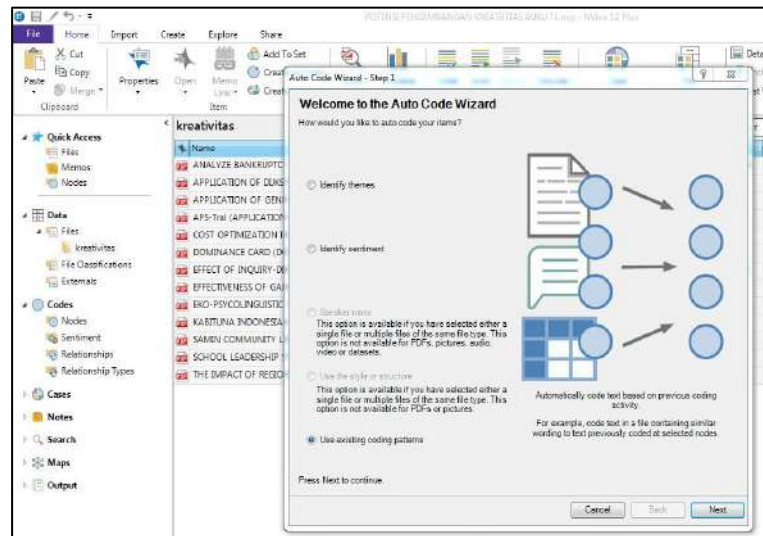 NVivo 12 Plus
File Home Import Create Explore Share
Paste
Cut
Copy
Merge
Properties
Open
Memo Link
Add To Set
Creat
Creat
Deta
Clipboard
Item
Quick Access
Files
Memos
Nodes
Data
Files
kreativitas
File Classifications
Externals
Codes
Nodes
Sentiment
Relationships
Relationship Types
Cases
Notes
Search
Maps
Output
kreativitas
Name
ANALYZE BANKRUPTC
APPLICATION OF
APPLICATION OF GEN
COST OPTIMIZATION
DOMINANCE CARD
EFFECT OF
EFFECTIVENESS OF
INDONESIA
SAMIN COMMUNITY L
SCHOOL LEADERSHIP
THE IMPACT OF REGIO
Auto Code Wizard - Step 1
Welcome to the Auto Code Wizard
How would you like to auto code your items?
Identify themes
Identify sentiment
Speaker name
This option is available if you have selected either a
single file or multiple files of the same file type. This
option is not available for PDFs, pictures, audio,
video or datasets.
Use the style or structure
This option is available if you have selected either a
single file or multiple files of the same file type. This
option is not available for PDFs or pictures.
Use existing coding patterns
Automatically code text based on previous coding
activity.
For example, code text in a file containing similar
wording to text previously coded at selected nodes.
Press Next to continue.
Cancel Back Next